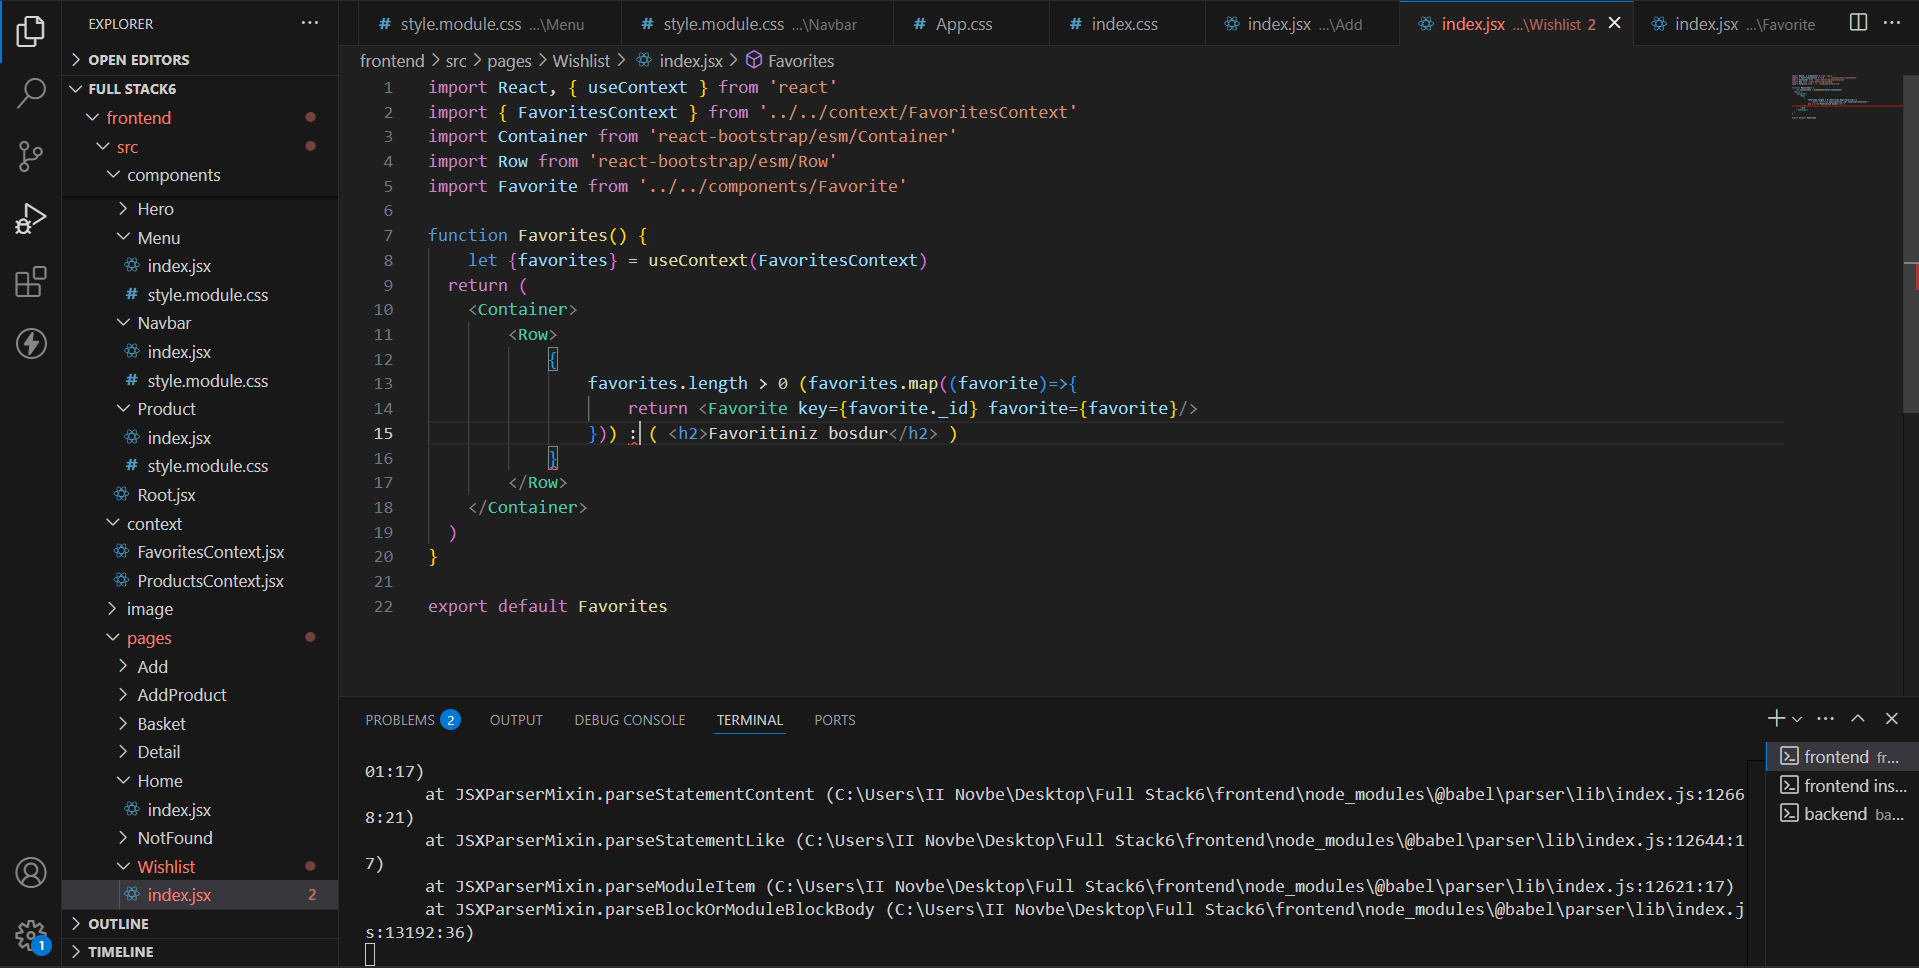 EXPLORER
OPEN EDITORS
FULL STACK6
frontend
src
components
Hero
Menu
index.jsx
style.module.css
Navbar
index.jsx
style.module.css
Product
index.jsx
style.module.css
Root.jsx
context
FavoritesContext.jsx
ProductsContext.jsx
image
pages
Add
AddProduct
Basket
Detail
Home
index.jsx
NotFound
Wishlist
index.jsx 2
OUTLINE
TIMELINE
1
# style.module.css ...\Menu # style.module.css ...\Navbar # App.css # index.css index.jsx ...\Add index.jsx ...\Wishlist 2 index.jsx ...\Favorite
frontend > src > pages > Wishlist > index.jsx > Favorites
1 import React, { useContext } from 'react'
2 import { FavoritesContext } from '../../context/FavoritesContext'
3 import Container from 'react-bootstrap/esm/Container'
4 import Row from 'react-bootstrap/esm/Row'
5 import Favorite from '../../components/Favorite'
6
7 function Favorites() {
8 let {favorites} = useContext(FavoritesContext)
9 return (
10 <Container>
11 <Row>
12 {
13 favorites.length > 0 (favorites.map((favorite)=>{
14 return <Favorite key={favorite._id} favorite={favorite}/>
15 })) : ( <h2>Favoritiniz bosdur</h2> )
16 }
17 </Row>
18 </Container>
19 )
20 }
21
22 export default Favorites
PROBLEMS 2 OUTPUT DEBUG CONSOLE TERMINAL PORTS
01:17)
at JSXParserMixin.parseStatementContent (C:\Users\II Novbe\Desktop\Full Stack6\frontend\node_modules\@babel\parser\lib\index.js:1266
8:21)
at JSXParserMixin.parseStatementLike (C:\Users\II Novbe\Desktop\Full Stack6\frontend\node_modules\@babel\parser\lib\index.js:12644:1
7)
at JSXParserMixin.parseModuleItem (C:\Users\II Novbe\Desktop\Full Stack6\frontend\node_modules\@babel\parser\lib\index.js:12621:17)
at JSXParserMixin.parseBlockOrModuleBlockBody (C:\Users\II Novbe\Desktop\Full Stack6\frontend\node_modules\@babel\parser\lib\index.j
s:13192:36)
frontend fr...
frontend ins...
backend ba...